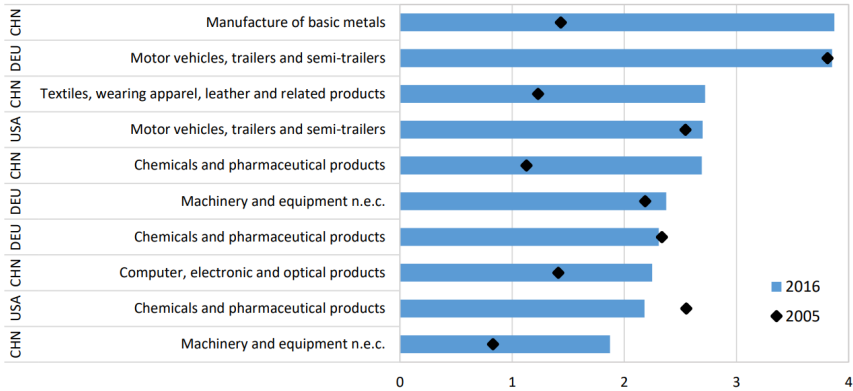 CHN Manufacture of basic metals
DEU Motor vehicles, trailers and semi-trailers
CHN Textiles, wearing apparel, leather and related products
USA Motor vehicles, trailers and semi-trailers
CHN Chemicals and pharmaceutical products
DEU Machinery and equipment n.e.c.
DEU Chemicals and pharmaceutical products
CHN Computer, electronic and optical products
USA Chemicals and pharmaceutical products
CHN Machinery and equipment n.e.c.
2016
2005
0 1 2 3 4